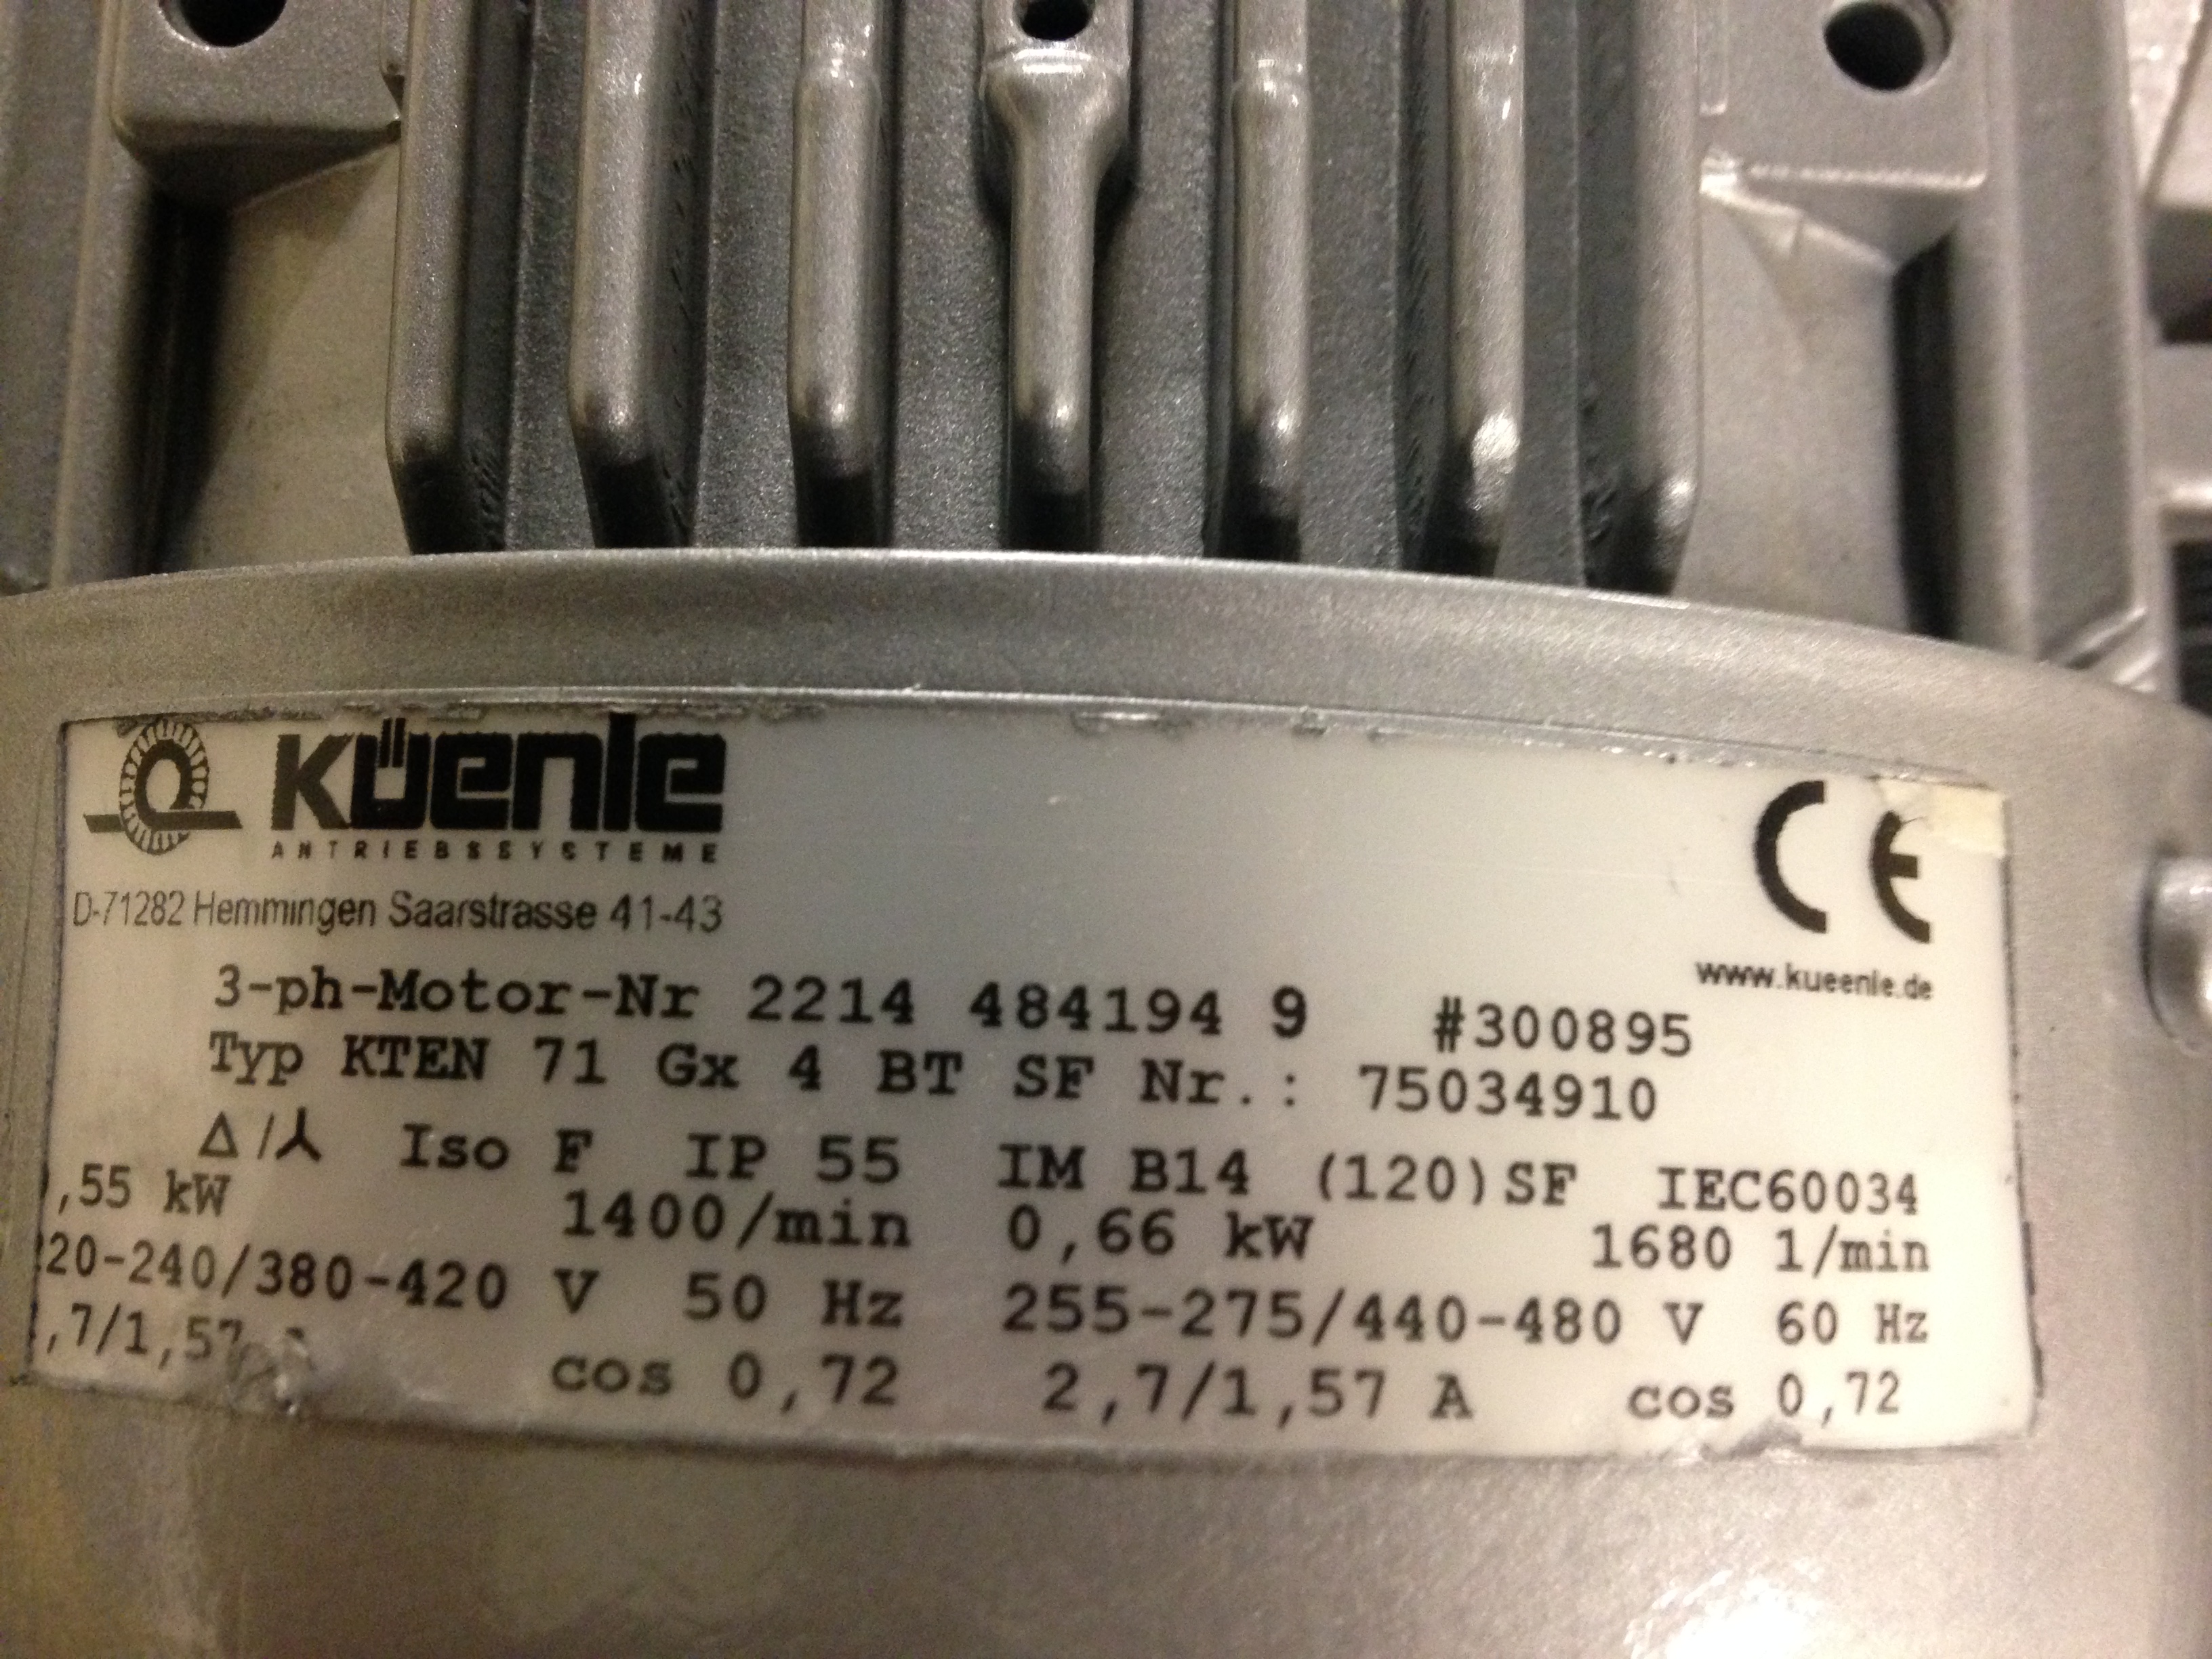 KÜENLE
ANTRIEBSSYSTEME
D-71282 Hemmingen Saarstrasse 41-43
CE
www.kueenle.de
3-ph-Motor-Nr 2214 484194 9 #300895
Typ KTEN 71 Gx 4 BT SF Nr.: 75034910
Δ/⅄ Iso F IP 55 IM B14 (120)SF IEC60034
,55 kW 1400/min 0,66 kW 1680 1/min
20-240/380-420 V 50 Hz 255-275/440-480 V 60 Hz
,7/1,57 cos 0,72 2,7/1,57 A cos 0,72